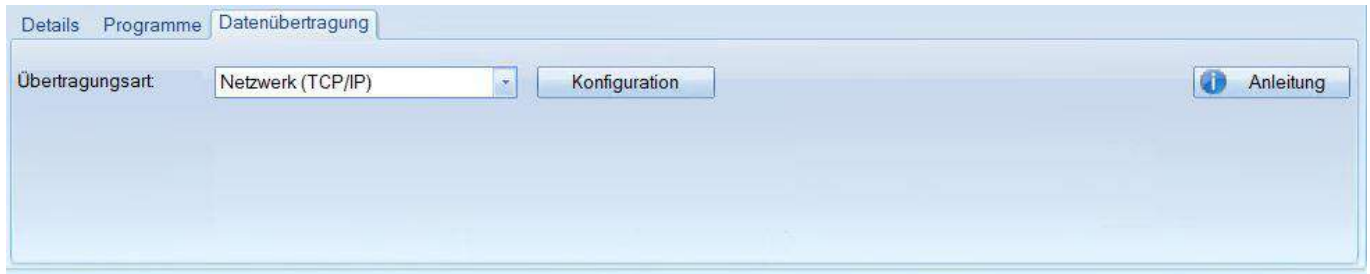 Details Programme Datenübertragung
Übertragungsart: Netzwerk (TCP/IP) Konfiguration Anleitung